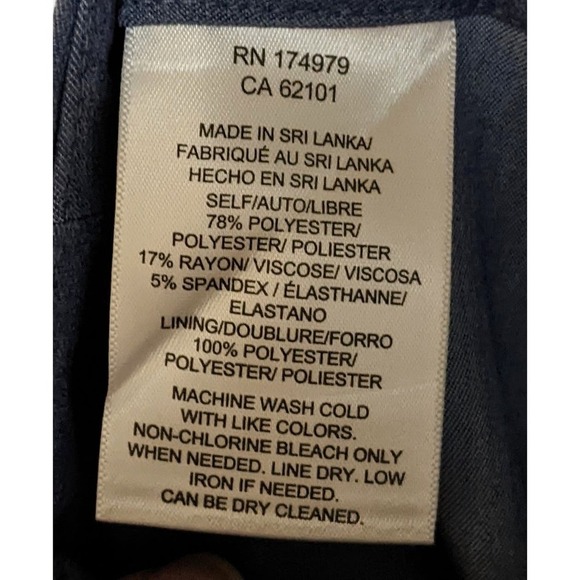 RN 174979
CA 62101
MADE IN SRI LANKA/
FABRIQUÉ AU SRI LANKA
HECHO EN SRI LANKA
SELF/AUTO/LIBRE
78% POLYESTER/
POLYESTER/ POLIESTER
17% RAYON/ VISCOSE/ VISCOSA
5% SPANDEX / ÉLASTHANNE/
ELASTANO
LINING/DOUBLURE/FORRO
100% POLYESTER/
POLYESTER/ POLIESTER
MACHINE WASH COLD
WITH LIKE COLORS.
NON-CHLORINE BLEACH ONLY
WHEN NEEDED. LINE DRY. LOW
IRON IF NEEDED.
CAN BE DRY CLEANED.